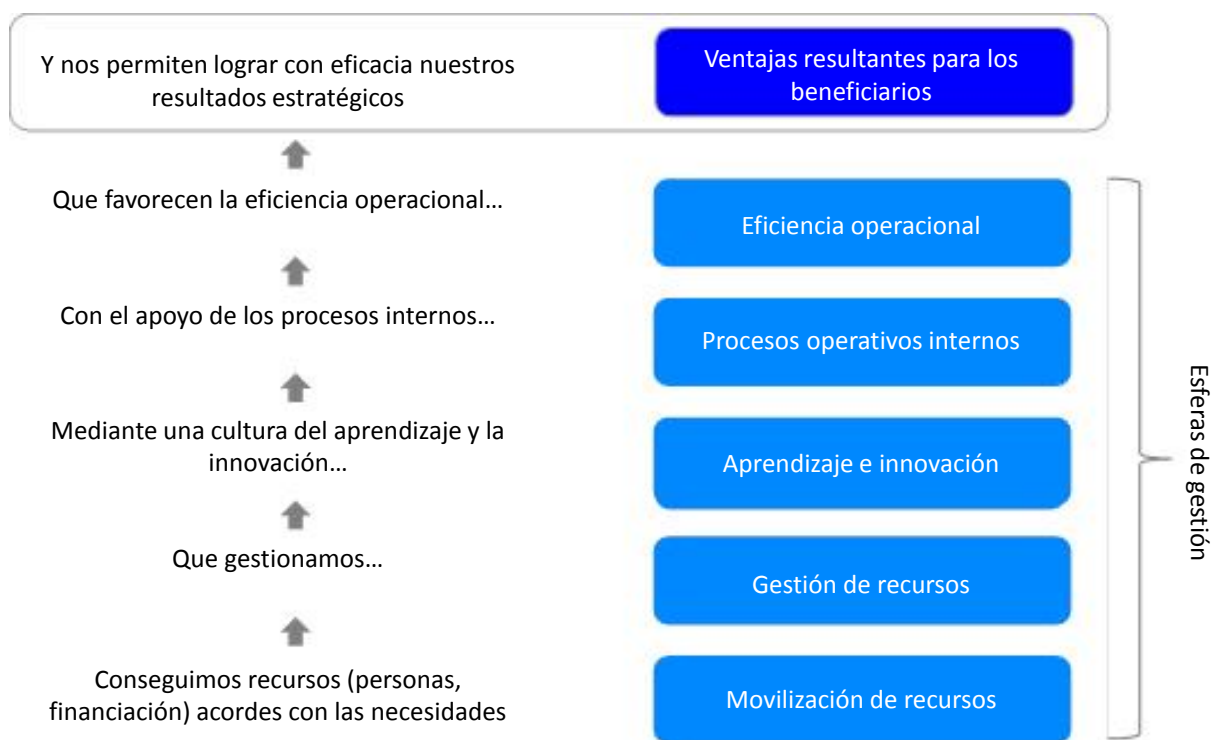 Y nos permiten lograr con eficacia nuestros
resultados estratégicos
Ventajas resultantes para los
beneficiarios
Que favorecen la eficiencia operacional…
Eficiencia operacional
Con el apoyo de los procesos internos…
Procesos operativos internos
Mediante una cultura del aprendizaje y la
innovación…
Aprendizaje e innovación
Que gestionamos…
Gestión de recursos
Conseguimos recursos (personas,
financiación) acordes con las necesidades
Movilización de recursos
Esferas de gestión